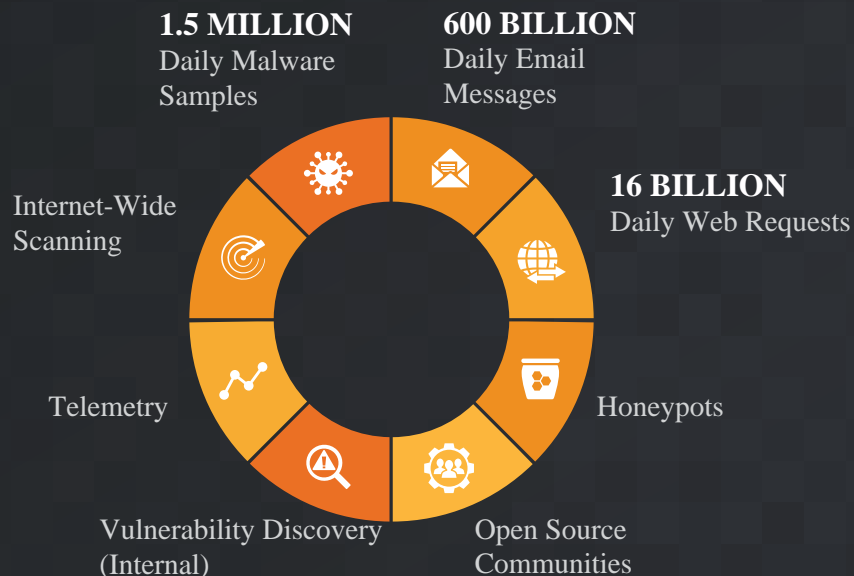 1.5 MILLION
Daily Malware
Samples
600 BILLION
Daily Email
Messages
16 BILLION
Daily Web Requests
Internet-Wide
Scanning
Telemetry
Honeypots
Vulnerability Discovery
(Internal)
Open Source
Communities